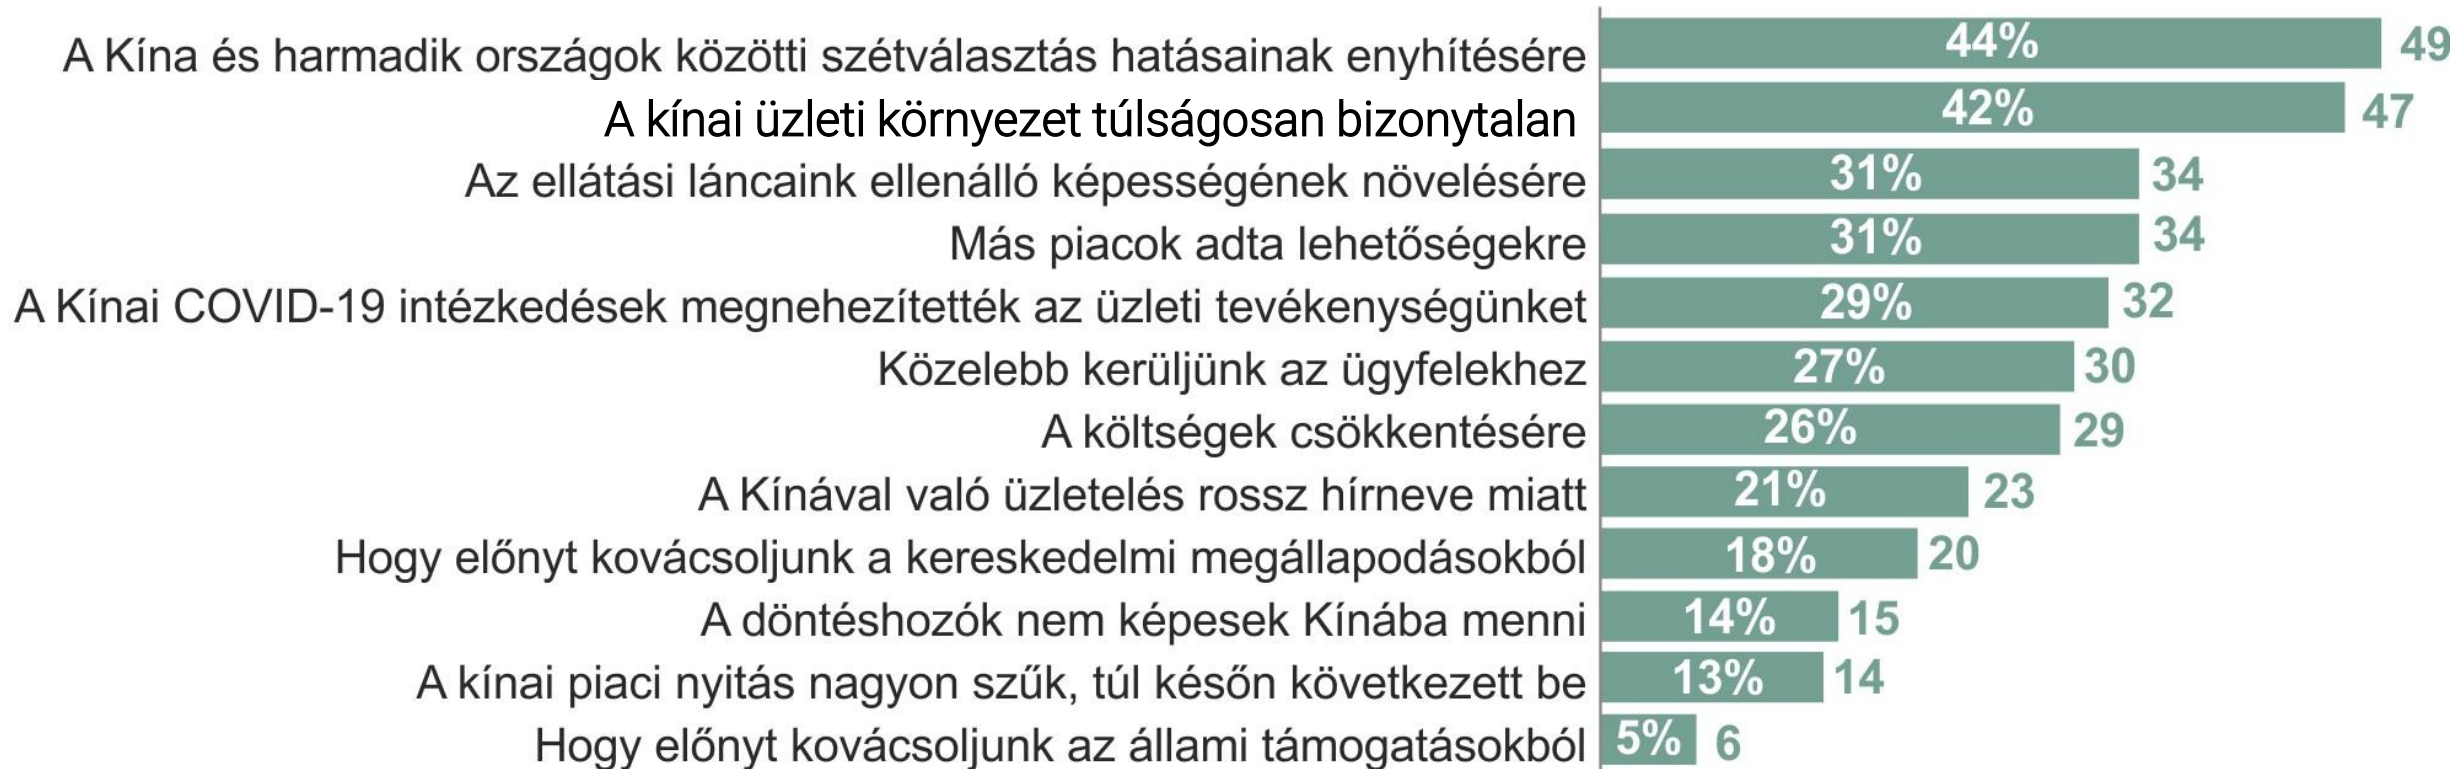 A Kína és harmadik országok közötti szétválasztás hatásainak enyhítésére 44% 49
A kínai üzleti környezet túlságosan bizonytalan 42% 47
Az ellátási láncaink ellenálló képességének növelésére 31% 34
Más piacok adta lehetőségekre 31% 34
A Kínai COVID-19 intézkedések megnehezítették az üzleti tevékenységünket 29% 32
Közelebb kerüljünk az ügyfelekhez 27% 30
A költségek csökkentésére 26% 29
A Kínával való üzletelés rossz hírneve miatt 21% 23
Hogy előnyt kovácsoljunk a kereskedelmi megállapodásokból 18% 20
A döntéshozók nem képesek Kínába menni 14% 15
A kínai piaci nyitás nagyon szűk, túl későn következett be 13% 14
Hogy előnyt kovácsoljunk az állami támogatásokból 5% 6